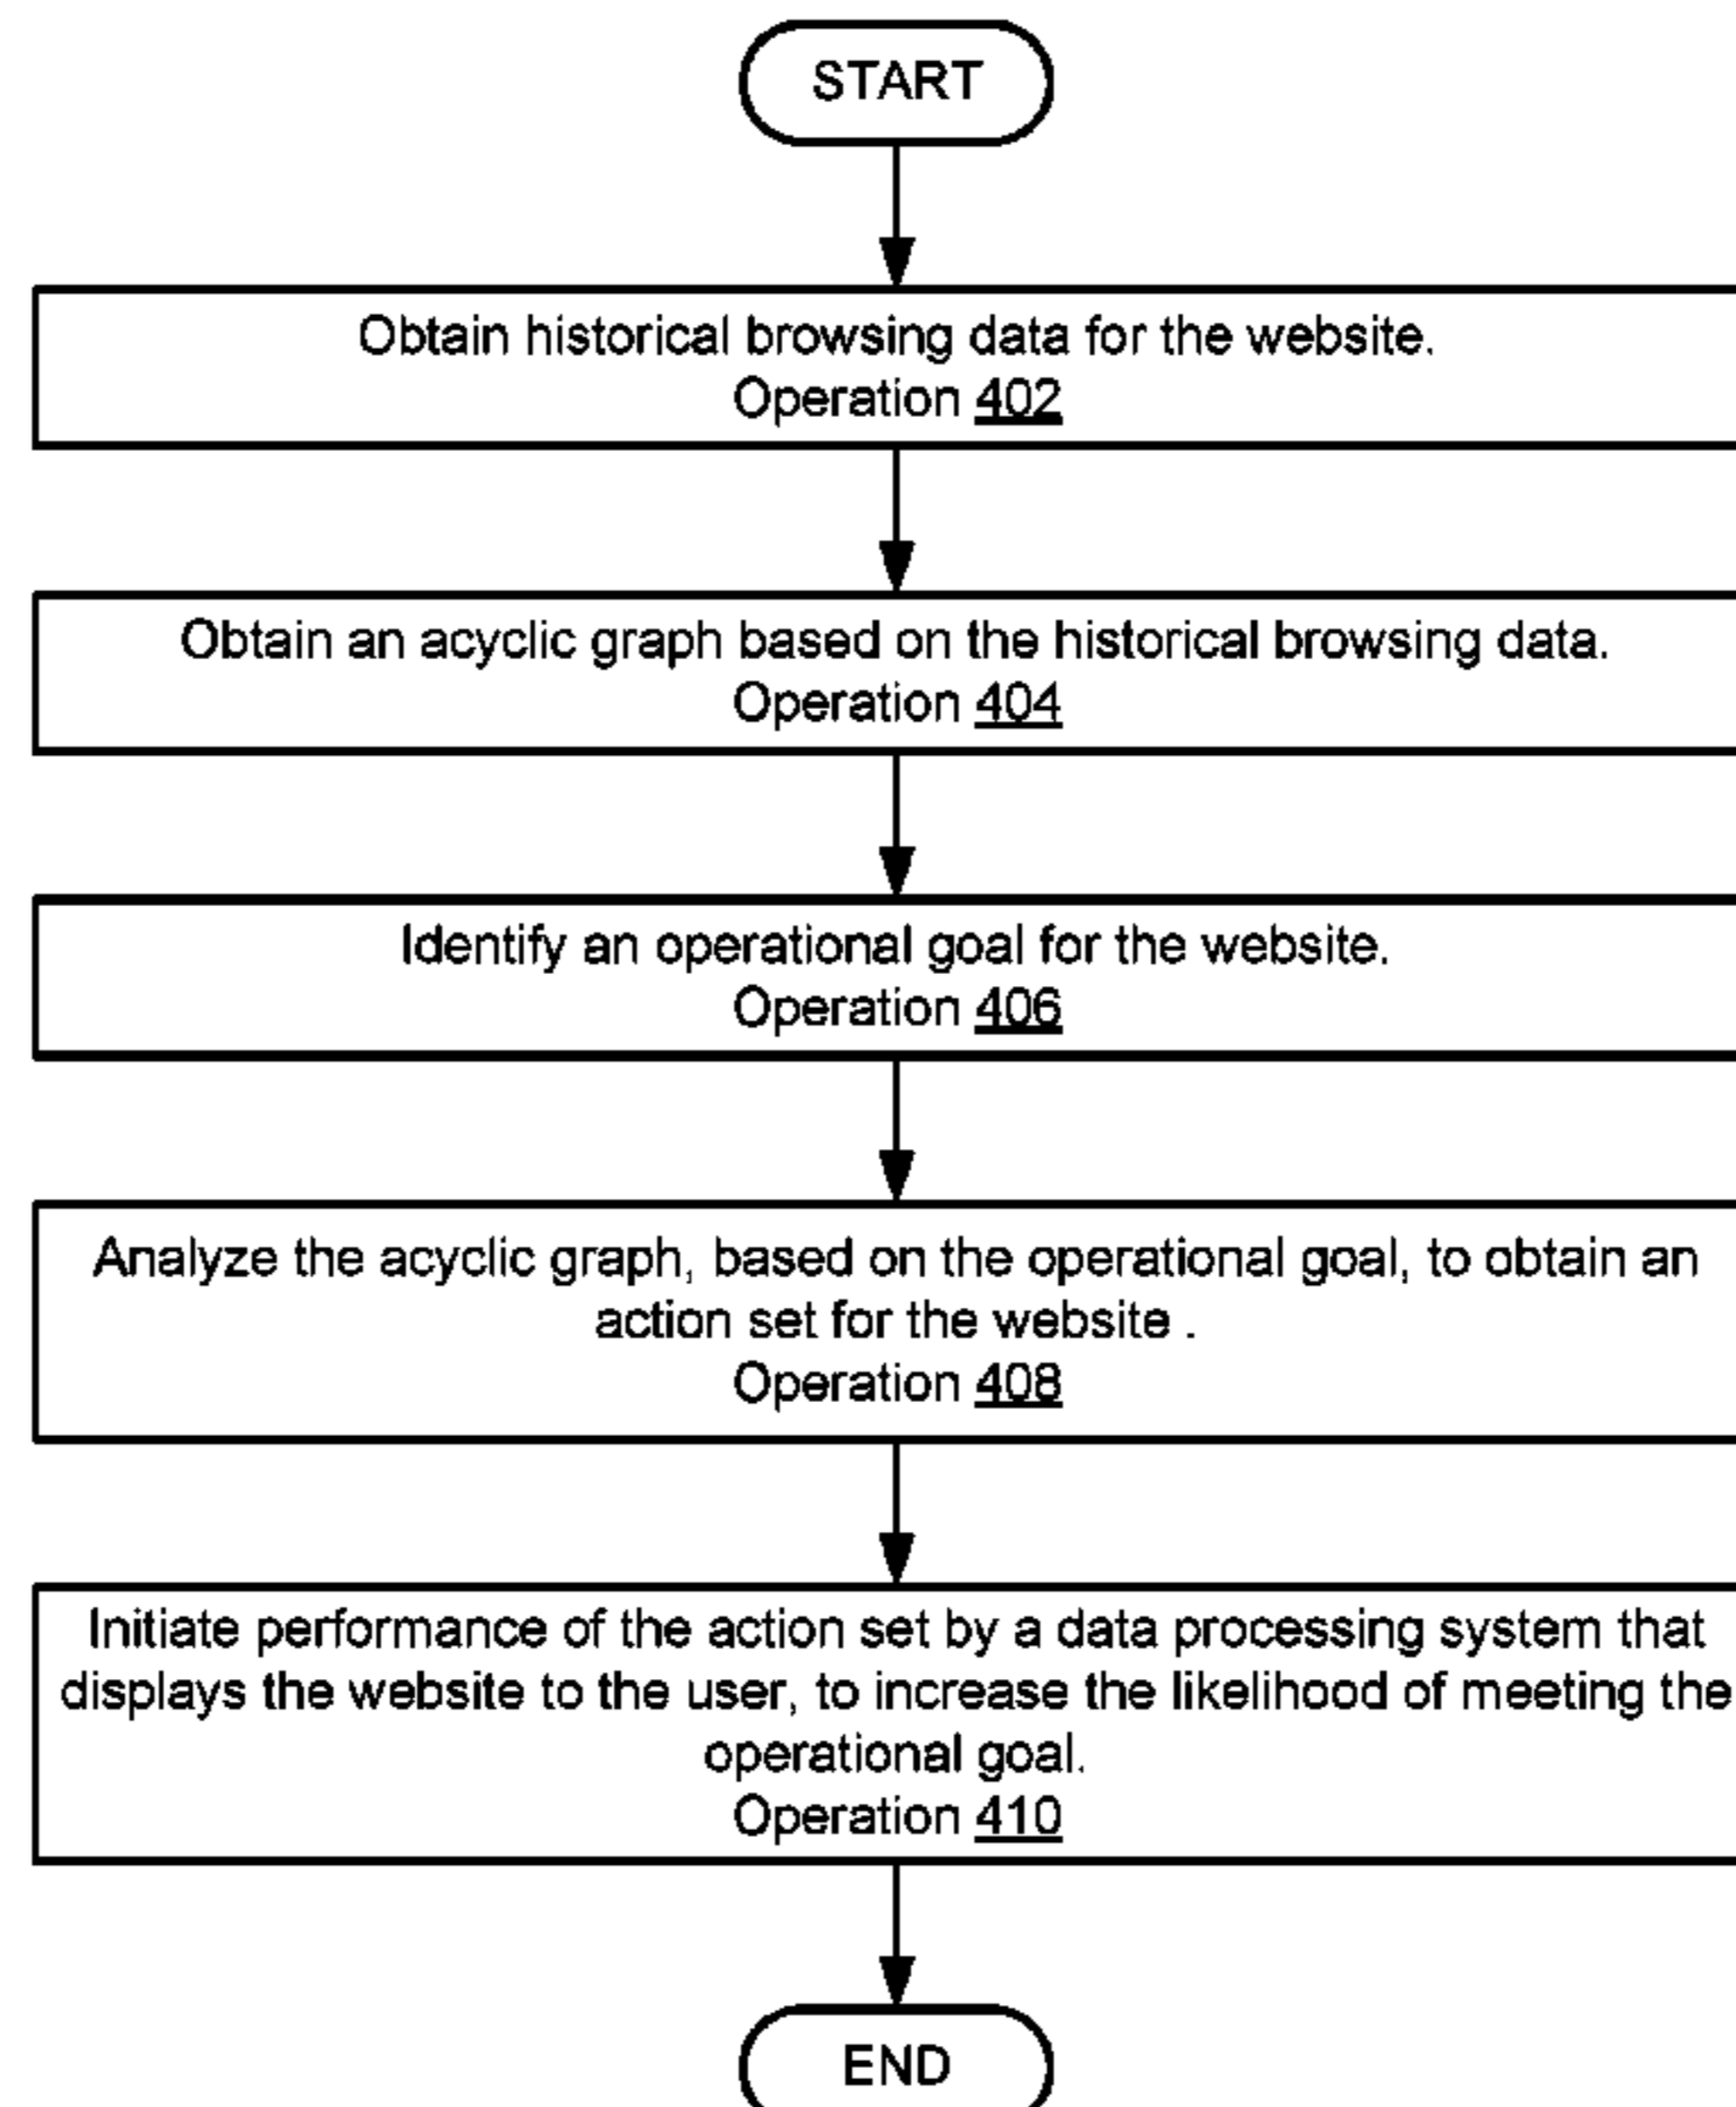 START
Obtain historical browsing data for the website.
Operation 402
Obtain an acyclic graph based on the historical browsing data.
Operation 404
Identify an operational goal for the website.
Operation 406
Analyze the acyclic graph, based on the operational goal, to obtain an
action set for the website .
Operation 408
Initiate performance of the action set by a data processing system that
displays the website to the user, to increase the likelihood of meeting the
operational goal.
Operation 410
END